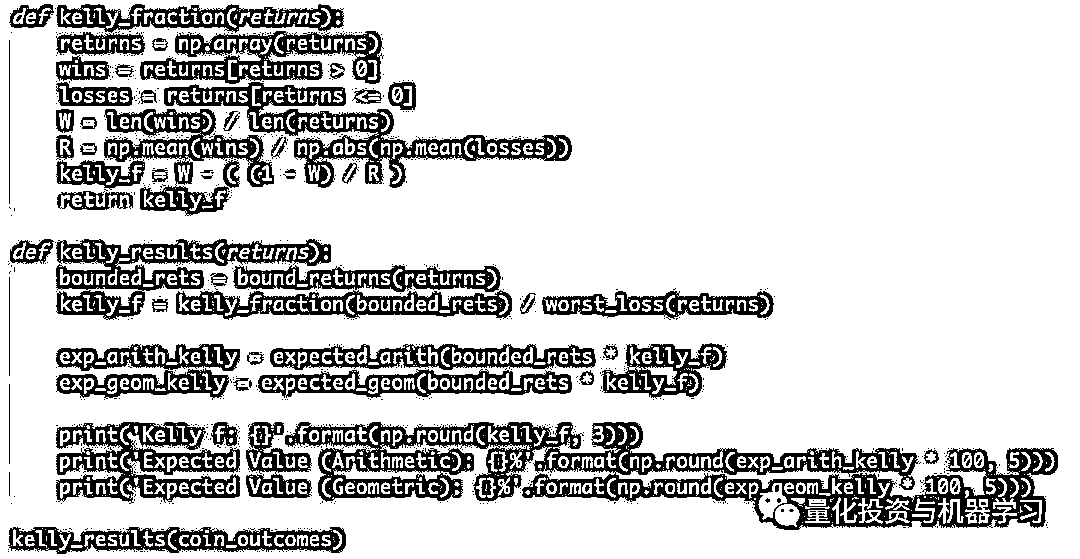 def kelly_fraction(returns):
    returns = np.array(returns)
    wins = returns[returns > 0]
    losses = returns[returns <= 0]
    W = len(wins) / len(returns)
    R = np.mean(wins) / np.abs(np.mean(losses))
    kelly_f = W - ( (1 - W) / R )
    return kelly_f
def kelly_results(returns):
    bounded_rets = bound_returns(returns)
    kelly_f = kelly_fraction(bounded_rets) / worst_loss(returns)
    exp_arith_kelly = expected_arith(bounded_rets * kelly_f)
    exp_geom_kelly = expected_geom(bounded_rets * kelly_f)
    print('Kelly f: {}'.format(np.round(kelly_f, 3)))
    print('Expected Value (Arithmetic): {}%'.format(np.round(exp_arith_kelly * 100, 5)))
    print('Expected Value (Geometric): {}%'.format(np.round(exp_geom_kelly * 100, 5)))
量化投资与机器学习
kelly_results(coin_outcomes)